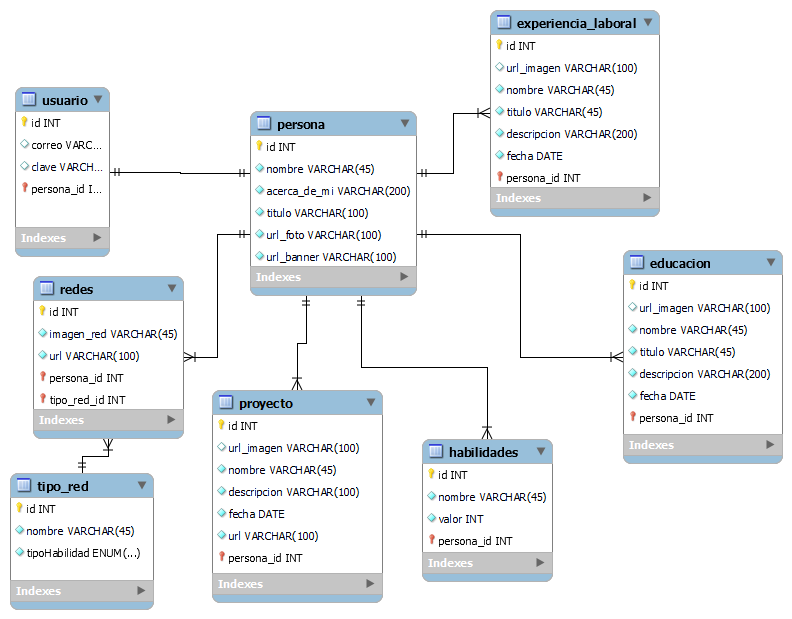 experiencia_laboral
id INT
url_imagen VARCHAR(100)
nombre VARCHAR(45)
titulo VARCHAR(45)
descripcion VARCHAR(200)
fecha DATE
persona_id INT
Indexes
usuario
id INT
correo VARC...
clave VARCH...
persona_id I...
Indexes
persona
id INT
nombre VARCHAR(45)
acerca_de_mi VARCHAR(200)
titulo VARCHAR(100)
url_foto VARCHAR(100)
url_banner VARCHAR(100)
Indexes
educacion
id INT
url_imagen VARCHAR(100)
nombre VARCHAR(45)
titulo VARCHAR(45)
descripcion VARCHAR(200)
fecha DATE
persona_id INT
Indexes
redes
id INT
imagen_red VARCHAR(45)
url VARCHAR(100)
persona_id INT
tipo_red_id INT
Indexes
proyecto
id INT
url_imagen VARCHAR(100)
nombre VARCHAR(45)
descripcion VARCHAR(100)
fecha DATE
url VARCHAR(100)
persona_id INT
Indexes
habilidades
id INT
nombre VARCHAR(45)
valor INT
persona_id INT
Indexes
tipo_red
id INT
nombre VARCHAR(45)
tipoHabilidad ENUM(...)
Indexes